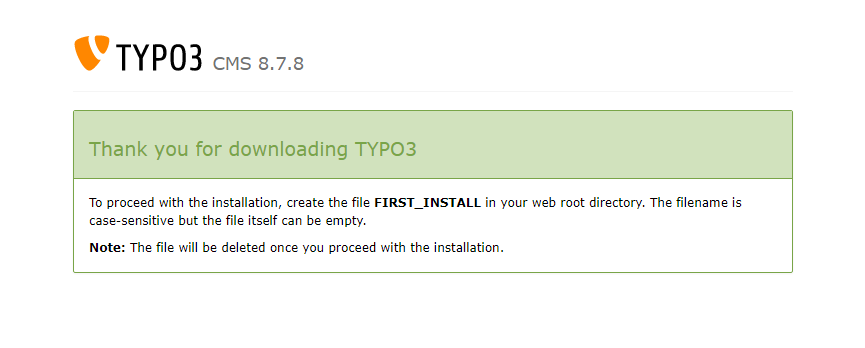 TYPO3 CMS 8.7.8
Thank you for downloading TYPO3
To proceed with the installation, create the file FIRST_INSTALL in your web root directory. The filename is
case-sensitive but the file itself can be empty.
Note: The file will be deleted once you proceed with the installation.